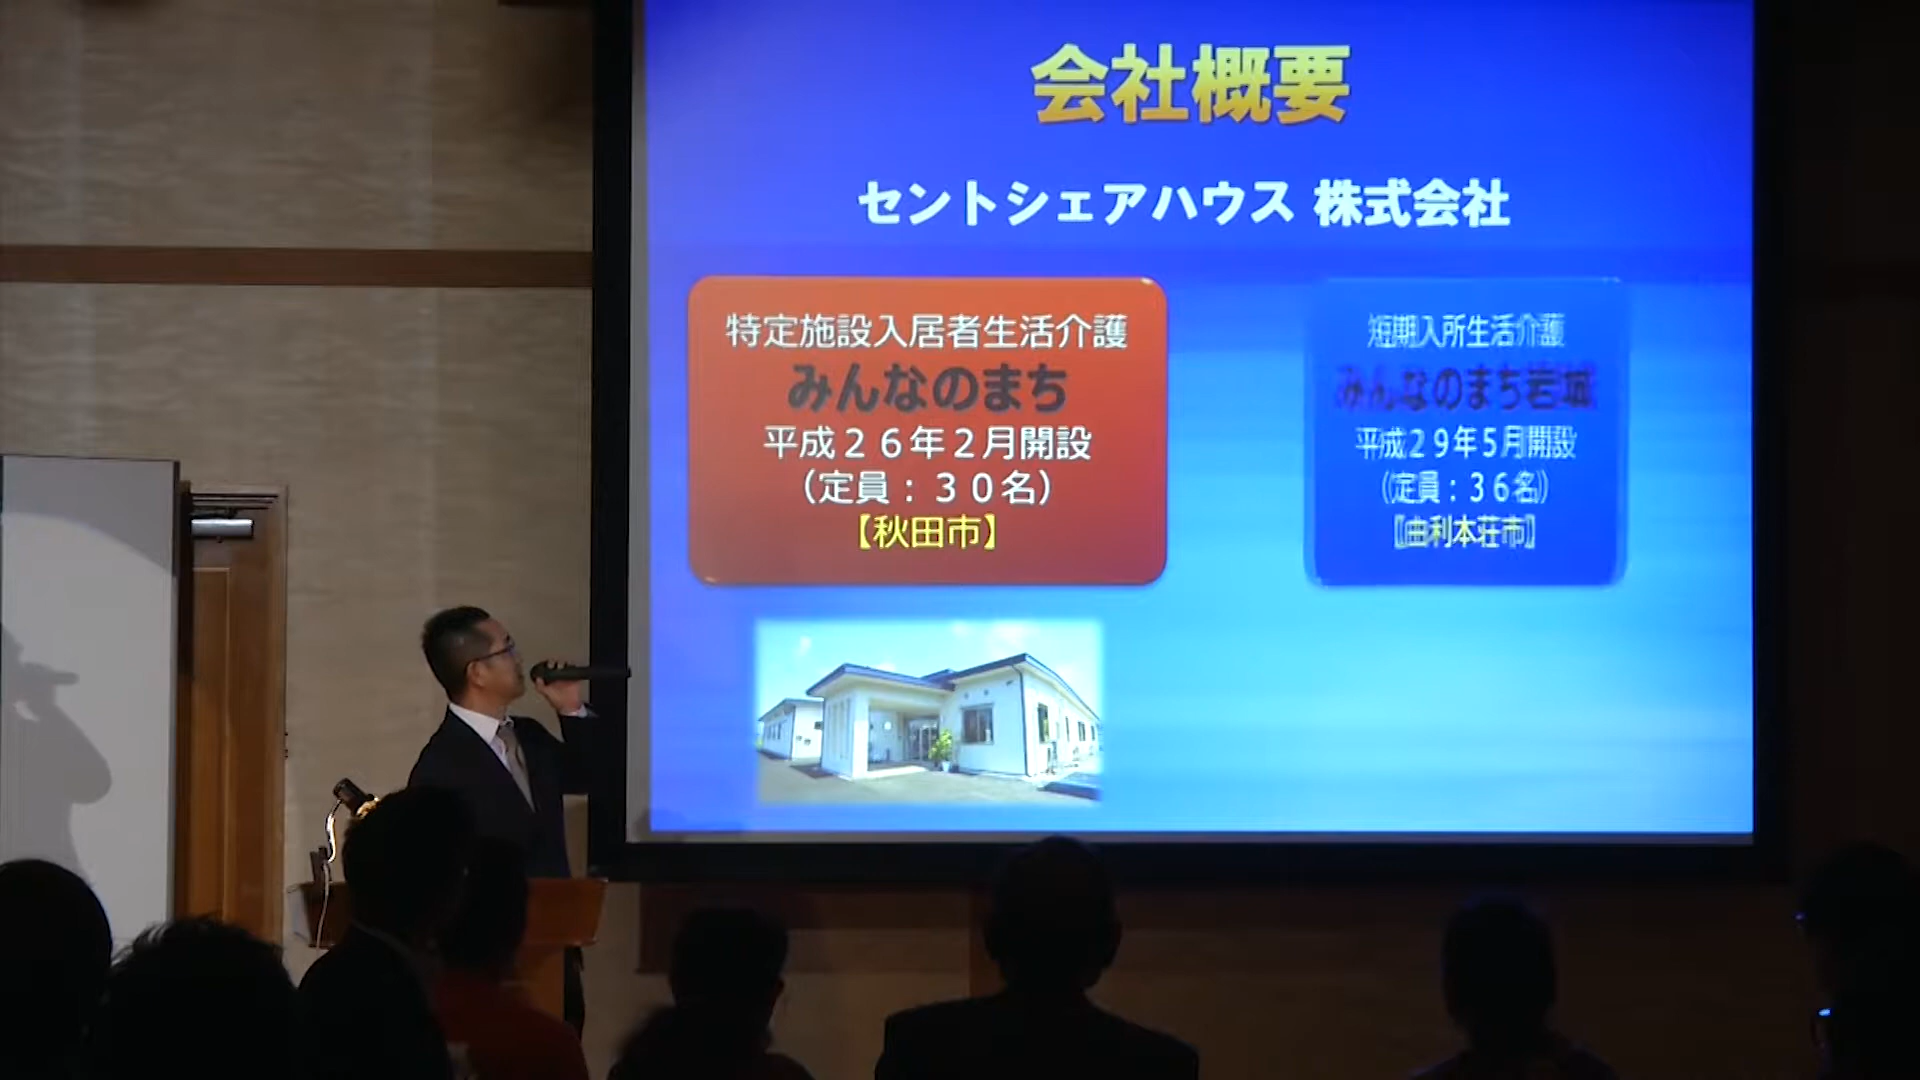 会社概要
セントシェアハウス 株式会社
特定施設入居者生活介護
みんなのまち
平成26年2月開設
(定員:30名)
【秋田市】
短期入所生活介護
みんなのまち岩城
平成29年5月開設
(定員:36名)
【由利本荘市】